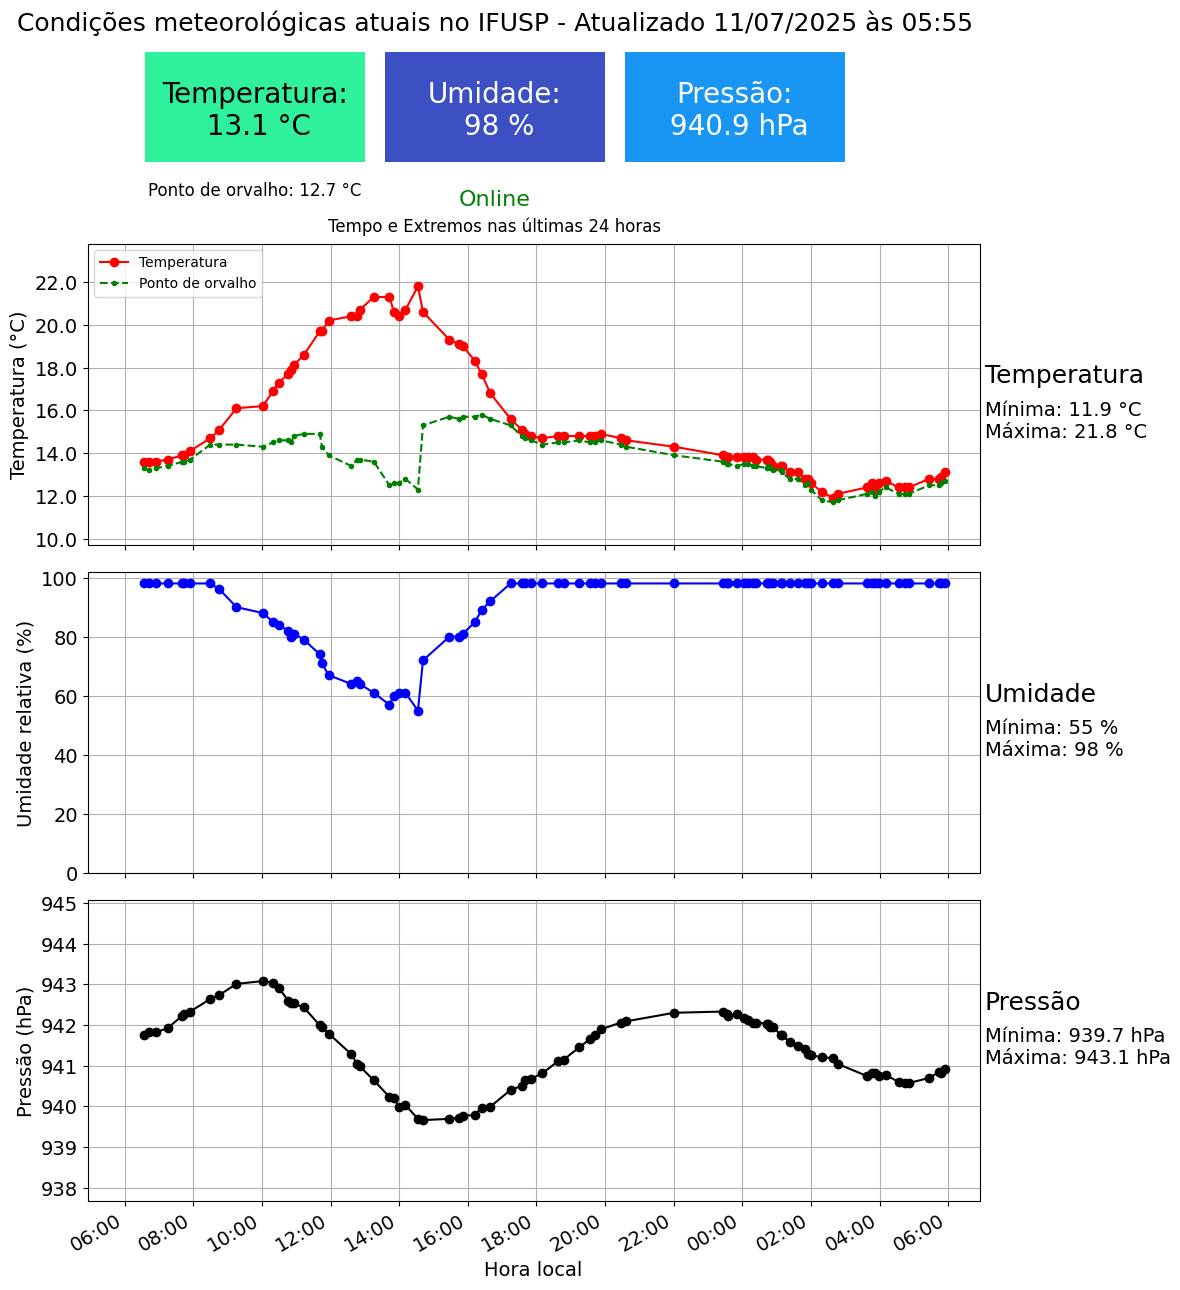 Condições meteorológicas atuais no IFUSP - Atualizado 11/07/2025 às 05:55
Temperatura:
13.1 °C
Umidade:
98 %
Pressão:
940.9 hPa
Ponto de orvalho: 12.7 °C
Online
Tempo e Extremos nas últimas 24 horas
Temperatura
Ponto de orvalho
Temperatura (°C)
22.0
20.0
18.0
16.0
14.0
12.0
10.0
Temperatura
Mínima: 11.9 °C
Máxima: 21.8 °C
Umidade relativa (%)
100
80
60
40
20
0
Umidade
Mínima: 55 %
Máxima: 98 %
Pressão (hPa)
945
944
943
942
941
940
939
938
Pressão
Mínima: 939.7 hPa
Máxima: 943.1 hPa
06:00 08:00 10:00 12:00 14:00 16:00 18:00 20:00 22:00 00:00 02:00 04:00 06:00
Hora local